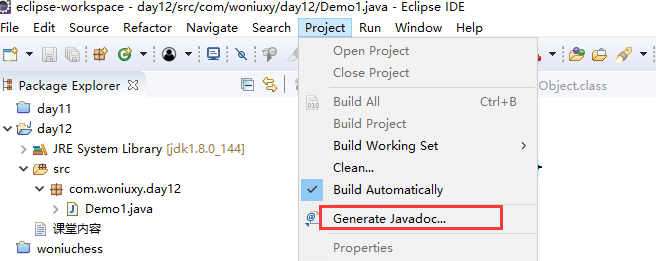 eclipse-workspace - day12/src/com/woniuxy/day12/Demo1.java - Eclipse IDE
File Edit Source Refactor Navigate Search Project Run Window Help
Package Explorer
Object.class
day11
day12
JRE System Library [jdk1.8.0_144]
src
com.woniuxy.day12
Demo1.java
课堂内容
woniuchess
Open Project
Close Project
Build All Ctrl+B
Build Project
Build Working Set
Clean...
Build Automatically
Generate Javadoc...
Properties